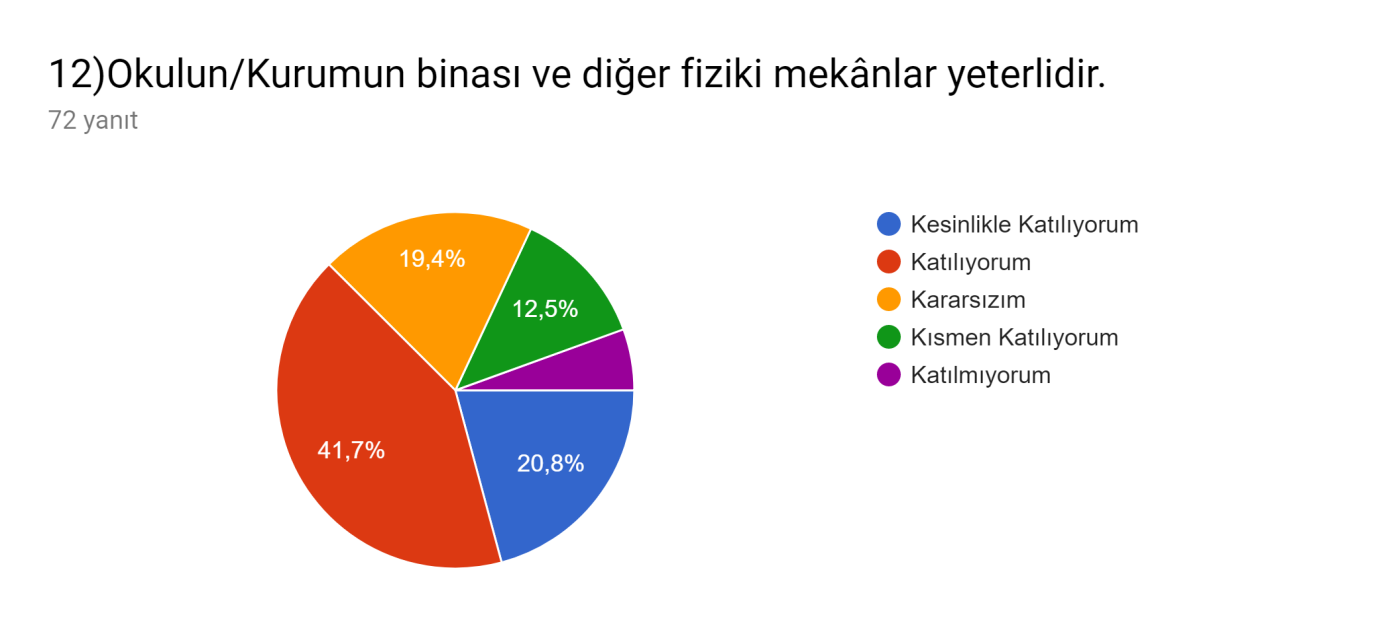 12)Okulun/Kurumun binası ve diğer fiziki mekânlar yeterlidir.
72 yanıt
Kesinlikle Katılıyorum
Katılıyorum
Kararsızım
Kısmen Katılıyorum
Katılmıyorum
19,4%
12,5%
41,7%
20,8%